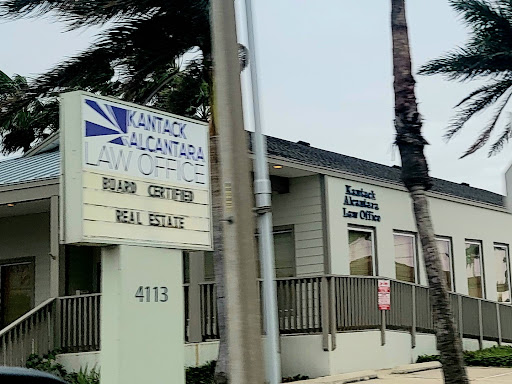 KANTACK
ALCANTARA
LAW OFFICE
BOARD CERTIFIED
REAL ESTATE
4113
Kantack
Alcantara
Law Office